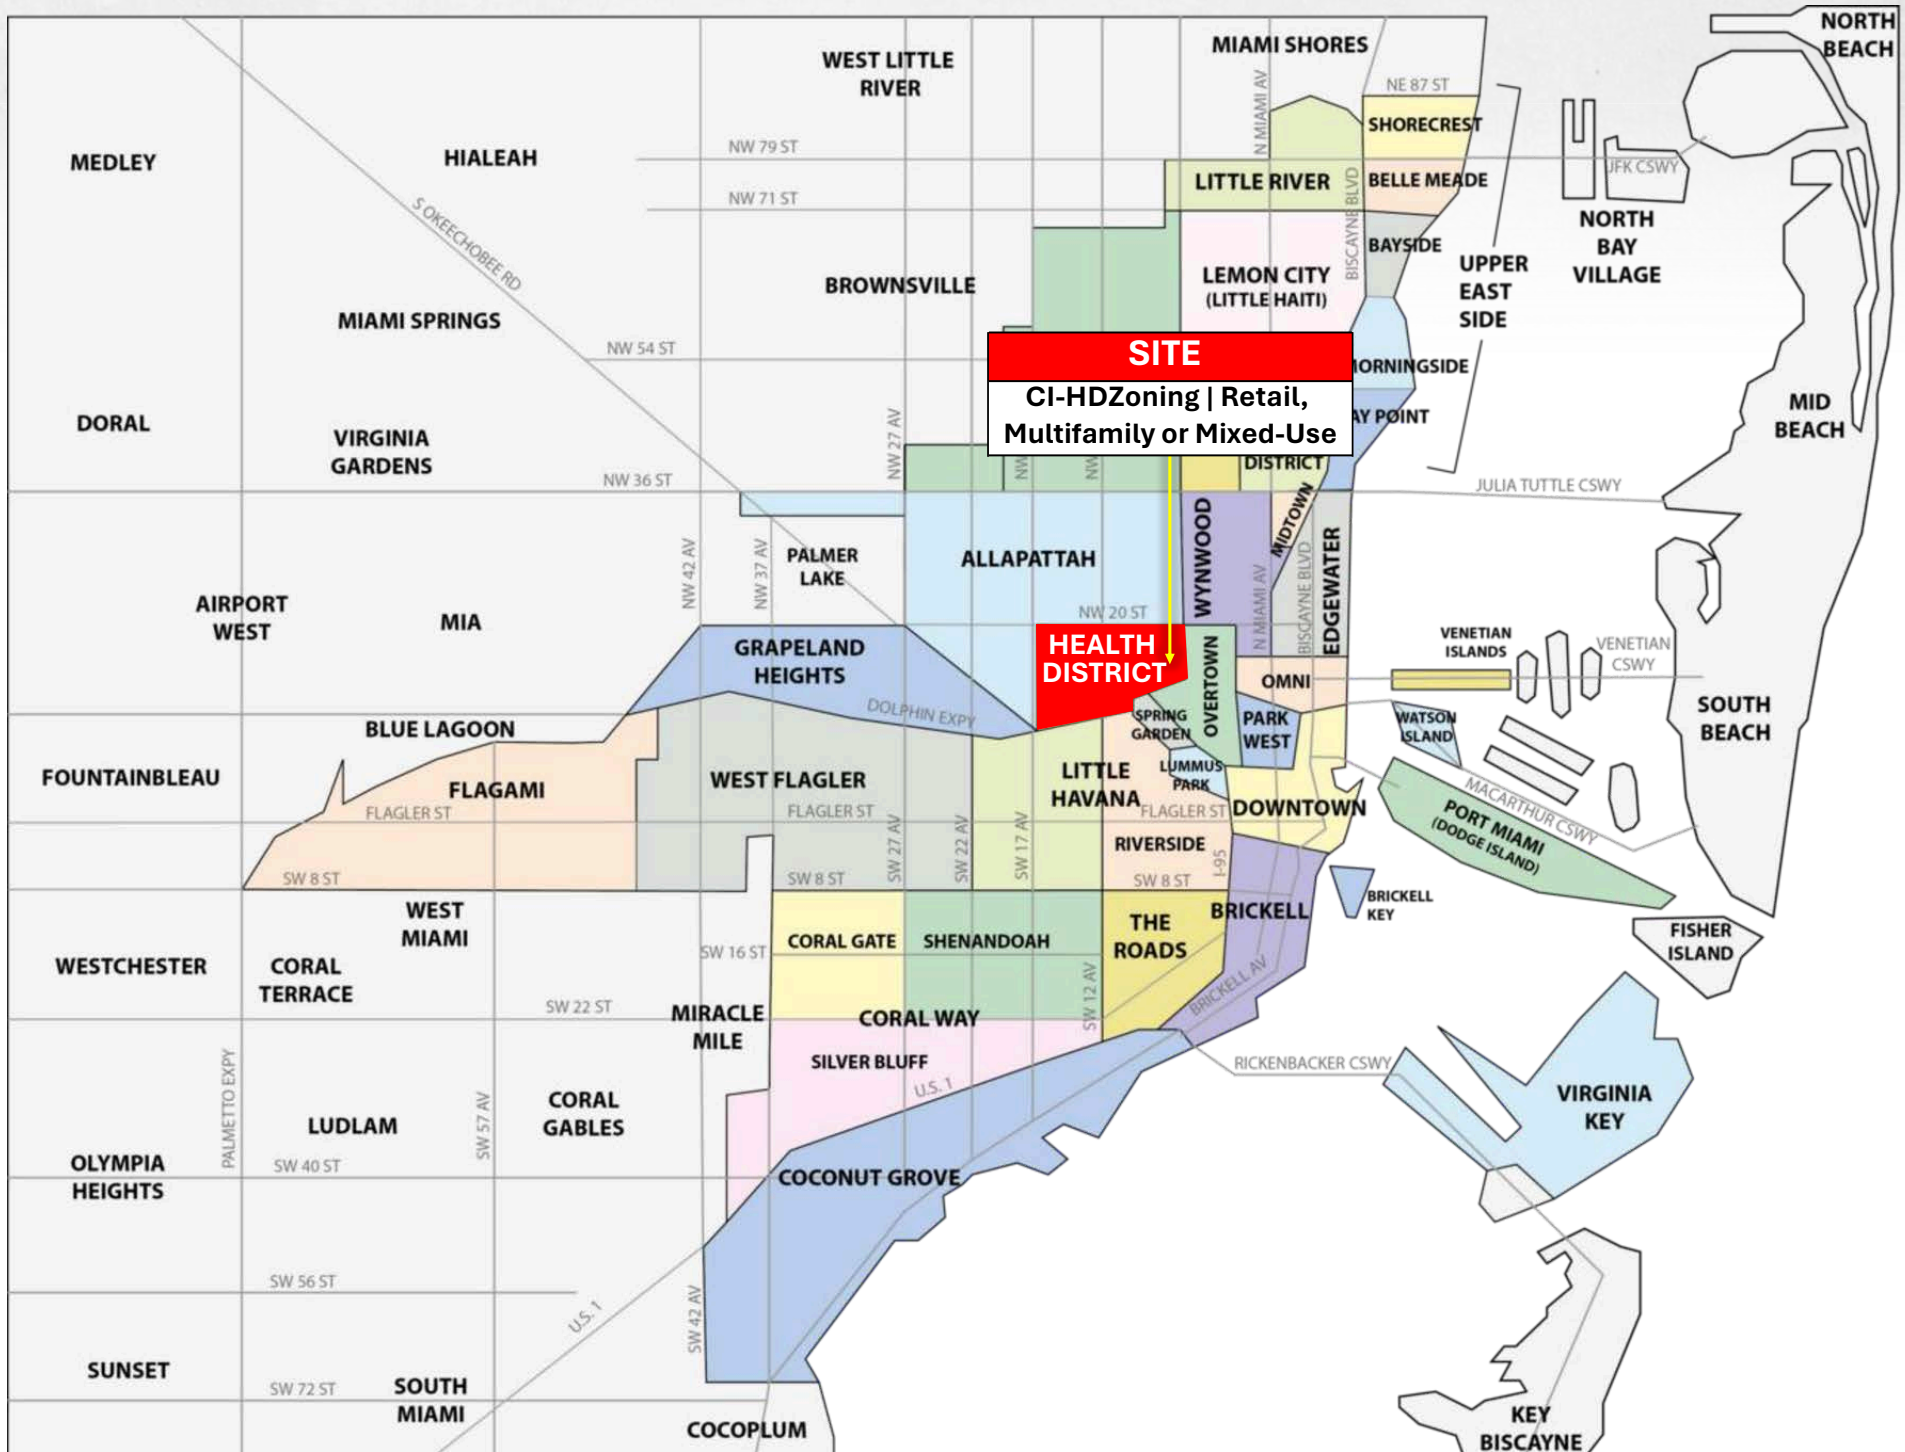 NORTH
BEACH
MIAMI SHORES
WEST LITTLE
RIVER
NE 87 ST
N MIAMI AV
SHORECREST
NW 79 ST
HIALEAH
MEDLEY
JFK CSWY
LITTLE RIVER
BELLE MEADE
NW 71 ST
S OKEECHOBEE RD
BISCAYNE BLVD
BAYSIDE
NORTH
BAY
VILLAGE
UPPER
EAST
SIDE
LEMON CITY
(LITTLE HAITI)
BROWNSVILLE
MIAMI SPRINGS
NW 54 ST
SITE
CI-HDZoning | Retail,
Multifamily or Mixed-Use
ORNINGSIDE
AY POINT
MID
BEACH
DORAL
VIRGINIA
GARDENS
NW 27 AV
NW
NW
DISTRICT
NW 36 ST
JULIA TUTTLE CSWY
WYNWOOD
MIDTOWN
EDGEWATER
BISCAYNE BLVD
N MIAMI AV
ALLAPATTAH
PALMER
LAKE
NW 42 AV
NW 37 AV
NW 20 ST
AIRPORT
WEST
MIA
HEALTH
DISTRICT
GRAPELAND
HEIGHTS
OVERTOWN
OMNI
VENETIAN
ISLANDS
VENETIAN
CSWY
SOUTH
BEACH
DOLPHIN EXPY
SPRING
GARDEN
PARK
WEST
WATSON
ISLAND
BLUE LAGOON
FOUNTAINBLEAU
FLAGAMI
WEST FLAGLER
LITTLE
HAVANA
LUMMUS
PARK
DOWNTOWN
MACARTHUR CSWY
PORT MIAMI
(DODGE ISLAND)
FLAGLER ST
FLAGLER ST
FLAGLER ST
SW 27 AV
SW 22 AV
SW 17 AV
RIVERSIDE
I-95
SW 8 ST
SW 8 ST
SW 8 ST
BRICKELL
BRICKELL
KEY
WEST
MIAMI
CORAL GATE
SHENANDOAH
THE
ROADS
FISHER
ISLAND
WESTCHESTER
CORAL
TERRACE
SW 16 ST
SW 12 AV
BRICKELL AV
SW 22 ST
MIRACLE
MILE
CORAL WAY
SILVER BLUFF
U.S. 1
RICKENBACKER CSWY
VIRGINIA
KEY
PALMETTO EXPY
SW 57 AV
LUDLAM
CORAL
GABLES
OLYMPIA
HEIGHTS
SW 40 ST
COCONUT GROVE
SW 56 ST
U.S. 1
SW 42 AV
SUNSET
SW 72 ST
SOUTH
MIAMI
COCOPLUM
KEY
BISCAYNE